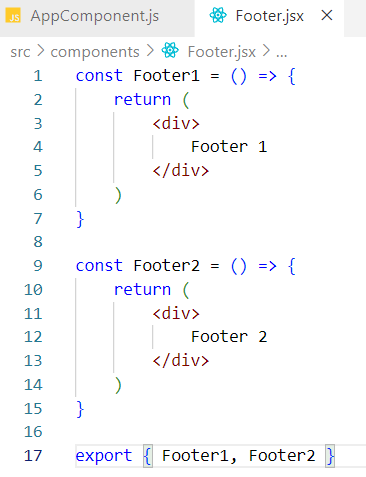 JS AppComponent.js
Footer.jsx ×
src > components > Footer.jsx > ...
1 const Footer1 = () => {
2     return (
3         <div>
4             Footer 1
5         </div>
6     )
7 }
8
9 const Footer2 = () => {
10     return (
11         <div>
12             Footer 2
13         </div>
14     )
15 }
16
17 export { Footer1, Footer2 }